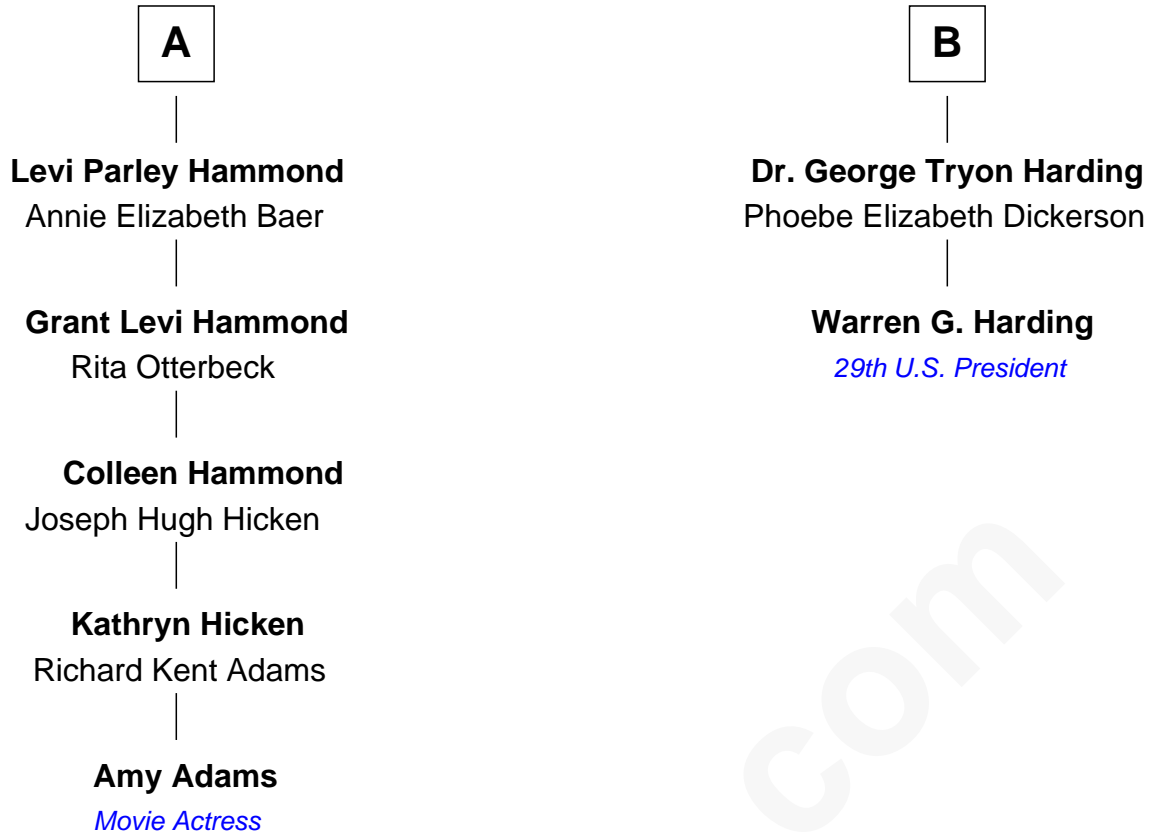 A
Levi Parley Hammond
Annie Elizabeth Baer
Grant Levi Hammond
Rita Otterbeck
Colleen Hammond
Joseph Hugh Hicken
Kathryn Hicken
Richard Kent Adams
Amy Adams
Movie Actress
B
Dr. George Tryon Harding
Phoebe Elizabeth Dickerson
Warren G. Harding
29th U.S. President
com